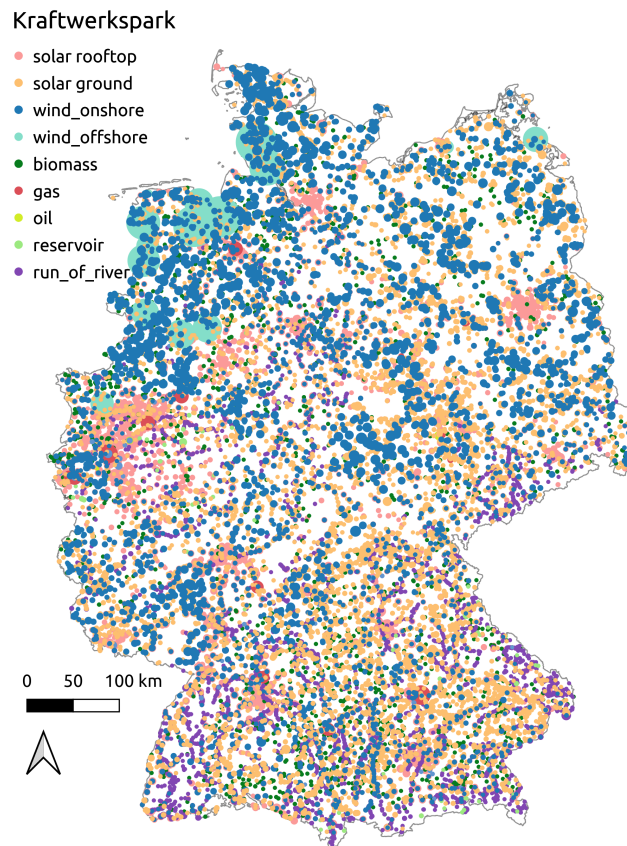 Kraftwerkspark
solar rooftop
solar ground
wind_onshore
wind_offshore
biomass
gas
oil
reservoir
run_of_river
0 50 100 km